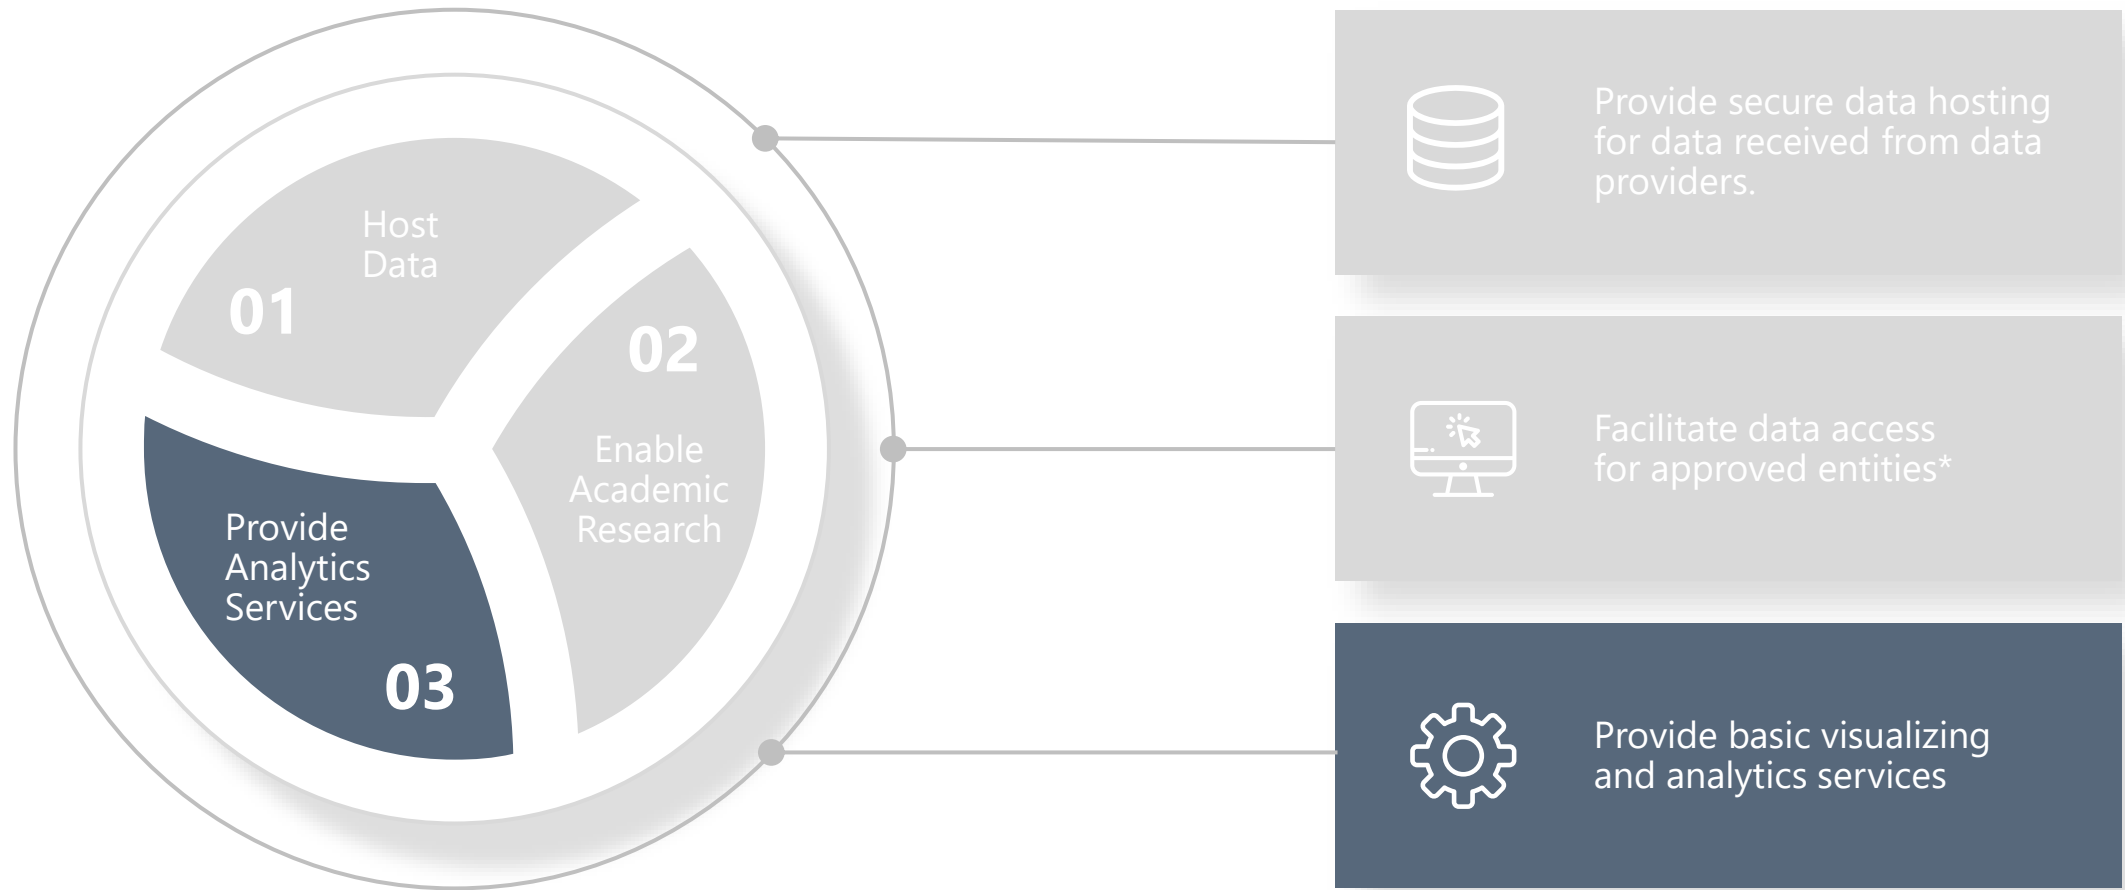 Host
Data
01
02
Enable
Academic
Research
Provide
Analytics
Services
03
Provide secure data hosting
for data received from data
providers.
Facilitate data access
for approved entities*
Provide basic visualizing
and analytics services